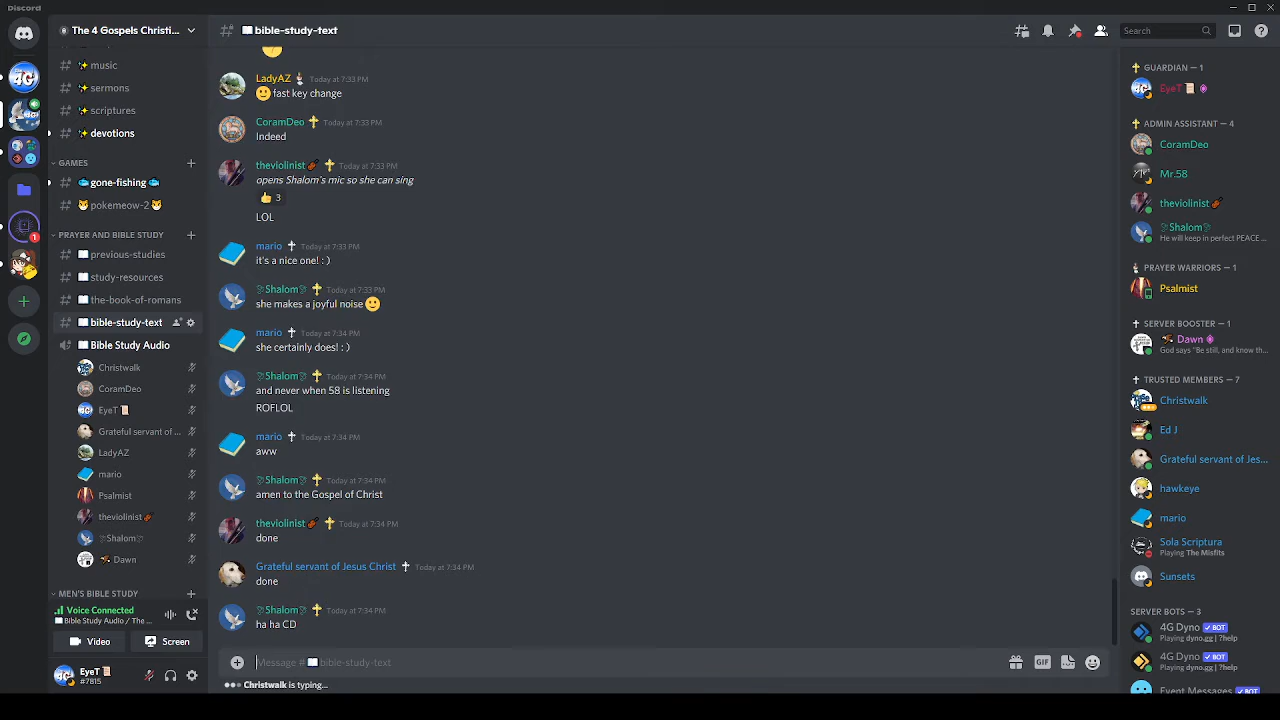 Discord
The 4 Gospels Christi...
bible-study-text
Search
music
sermons
scriptures
devotions
GAMES
gone-fishing
pokemeow-2
PRAYER AND BIBLE STUDY
previous-studies
study-resources
the-book-of-romans
bible-study-text
Bible Study Audio
Christwalk
CoramDeo
EyeT
Grateful servant of ...
LadyAZ
mario
Psalmist
theviolinist
Shalom
Dawn
MEN'S BIBLE STUDY
Voice Connected
Bible Study Audio / The ...
Video
Screen
EyeT
#7815
LadyAZ Today at 7:33 PM
fast key change
CoramDeo Today at 7:33 PM
Indeed
theviolinist Today at 7:33 PM
opens Shalom's mic so she can sing
3
LOL
mario Today at 7:33 PM
it's a nice one! : )
Shalom Today at 7:33 PM
she makes a joyful noise
mario Today at 7:34 PM
she certainly does! : )
Shalom Today at 7:34 PM
and never when 58 is listening
ROFLOL
mario Today at 7:34 PM
aww
Shalom Today at 7:34 PM
amen to the Gospel of Christ
theviolinist Today at 7:34 PM
done
Grateful servant of Jesus Christ Today at 7:34 PM
done
Shalom Today at 7:34 PM
ha ha CD
Message # bible-study-text
GIF
Christwalk is typing...
GUARDIAN — 1
EyeT
ADMIN ASSISTANT — 4
CoramDeo
Mr.58
theviolinist
Shalom
He will keep in perfect PEACE ...
PRAYER WARRIORS — 1
Psalmist
SERVER BOOSTER — 1
Dawn
God says "Be still, and know th...
TRUSTED MEMBERS — 7
Christwalk
Ed J
Grateful servant of Jes...
hawkeye
mario
Sola Scriptura
Playing The Misfits
Sunsets
SERVER BOTS — 3
4G Dyno BOT
Playing dyno.gg | ?help
4G Dyno BOT
Playing dyno.gg | ?help
Event Messages BOT